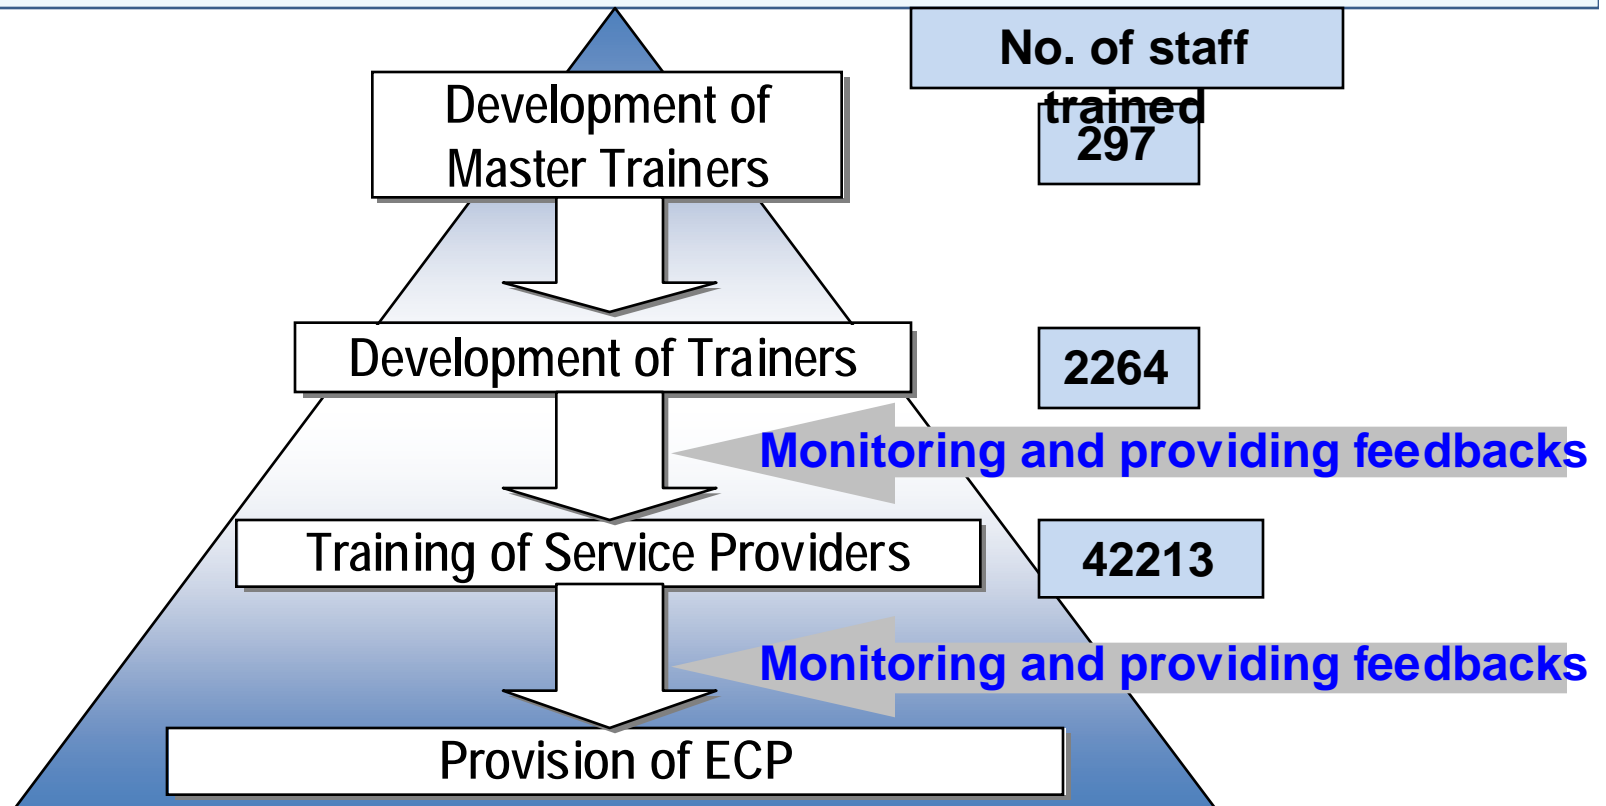 No. of staff
trained
Development of
Master Trainers
297
Development of Trainers
2264
Monitoring and providing feedbacks
Training of Service Providers
42213
Monitoring and providing feedbacks
Provision of ECP